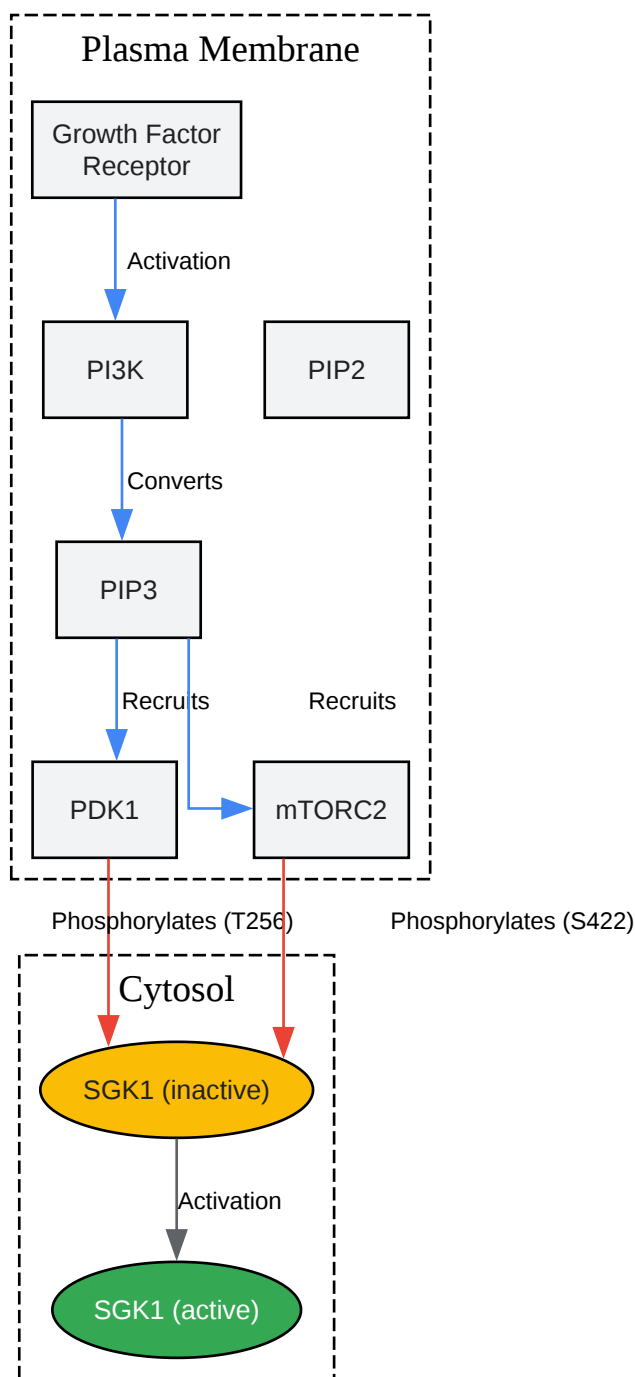 Plasma Membrane
Growth Factor
Receptor
Activation
PI3K
PIP2
Converts
PIP3
Recruits
Recruits
PDK1
mTORC2
Phosphorylates (T256)
Phosphorylates (S422)
Cytosol
SGK1 (inactive)
Activation
SGK1 (active)